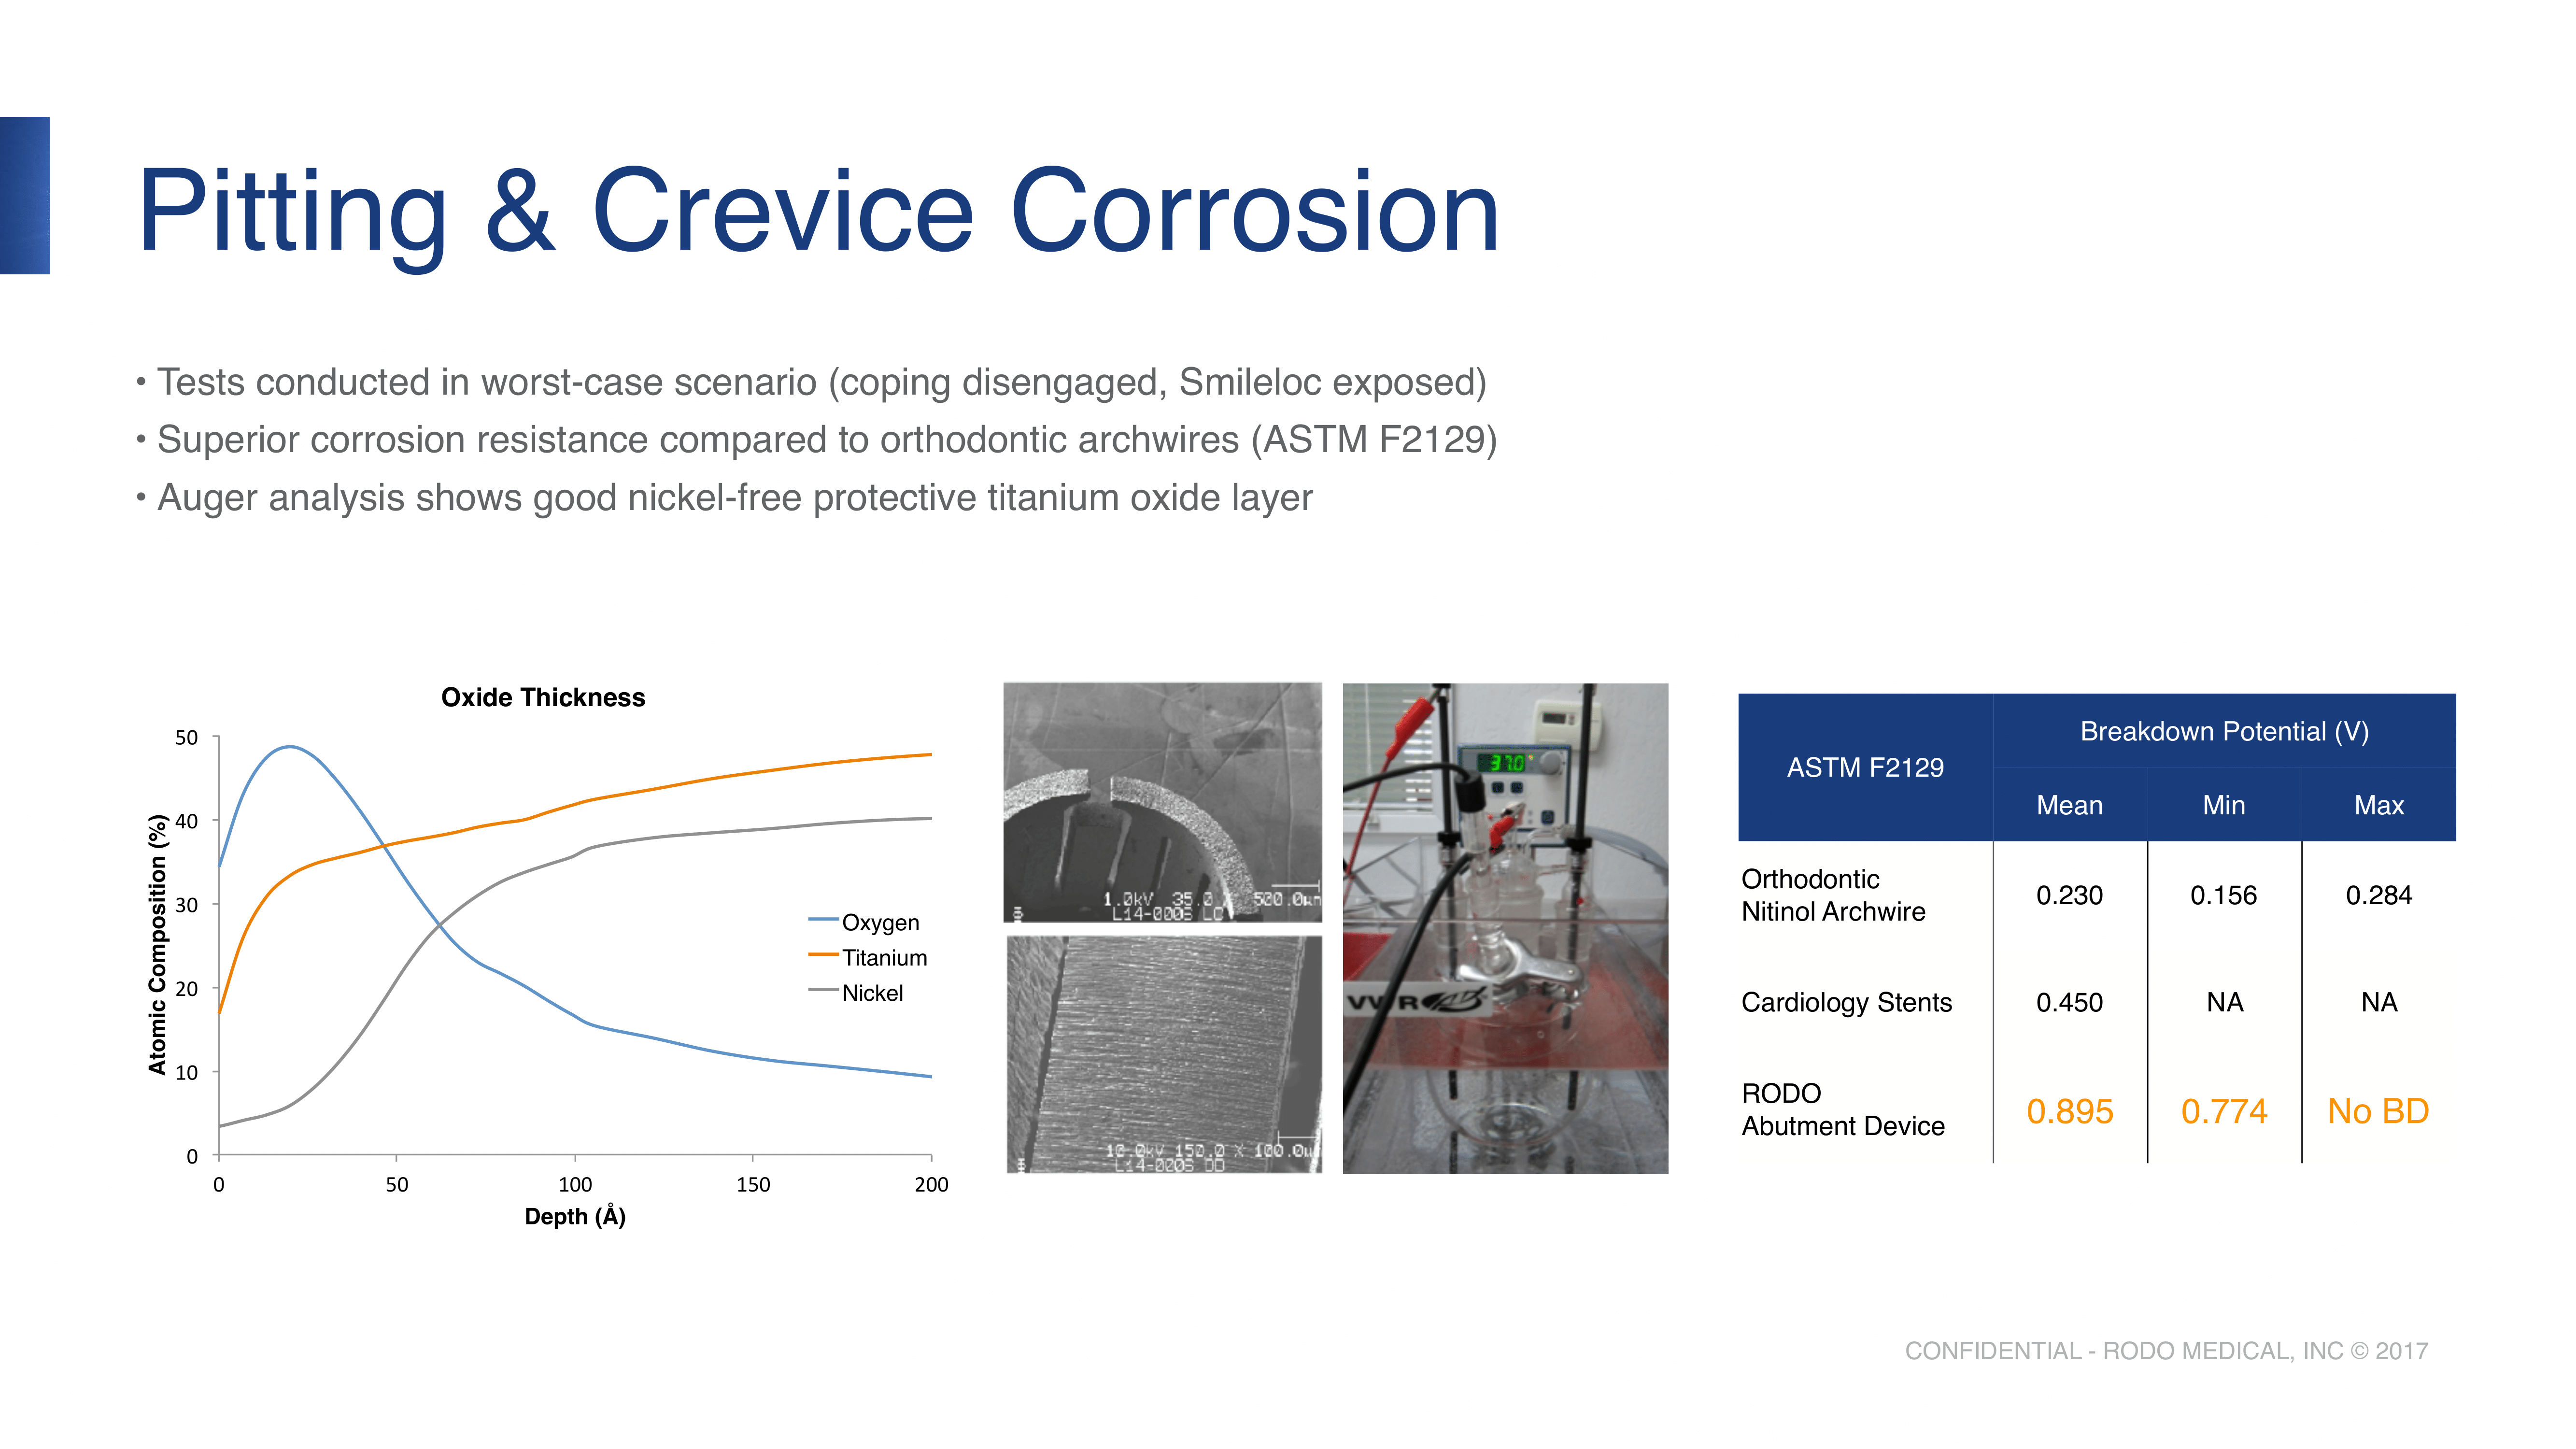 Pitting & Crevice Corrosion
• Tests conducted in worst-case scenario (coping disengaged, Smileloc exposed)
• Superior corrosion resistance compared to orthodontic archwires (ASTM F2129)
• Auger analysis shows good nickel-free protective titanium oxide layer
Oxide Thickness
Atomic Composition (%)
50
40
30
20
10
0
0 50 100 150 200
Depth (Å)
Oxygen
Titanium
Nickel
1.0kV 35.0 X 500.0um
L14-0005 LC
10.0kV 150.0 X 100.0u
L14-0005 DD
37.0
VWR
ASTM F2129
Breakdown Potential (V)
Mean Min Max
Orthodontic
Nitinol Archwire 0.230 0.156 0.284
Cardiology Stents 0.450 NA NA
RODO
Abutment Device 0.895 0.774 No BD
CONFIDENTIAL - RODO MEDICAL, INC © 2017